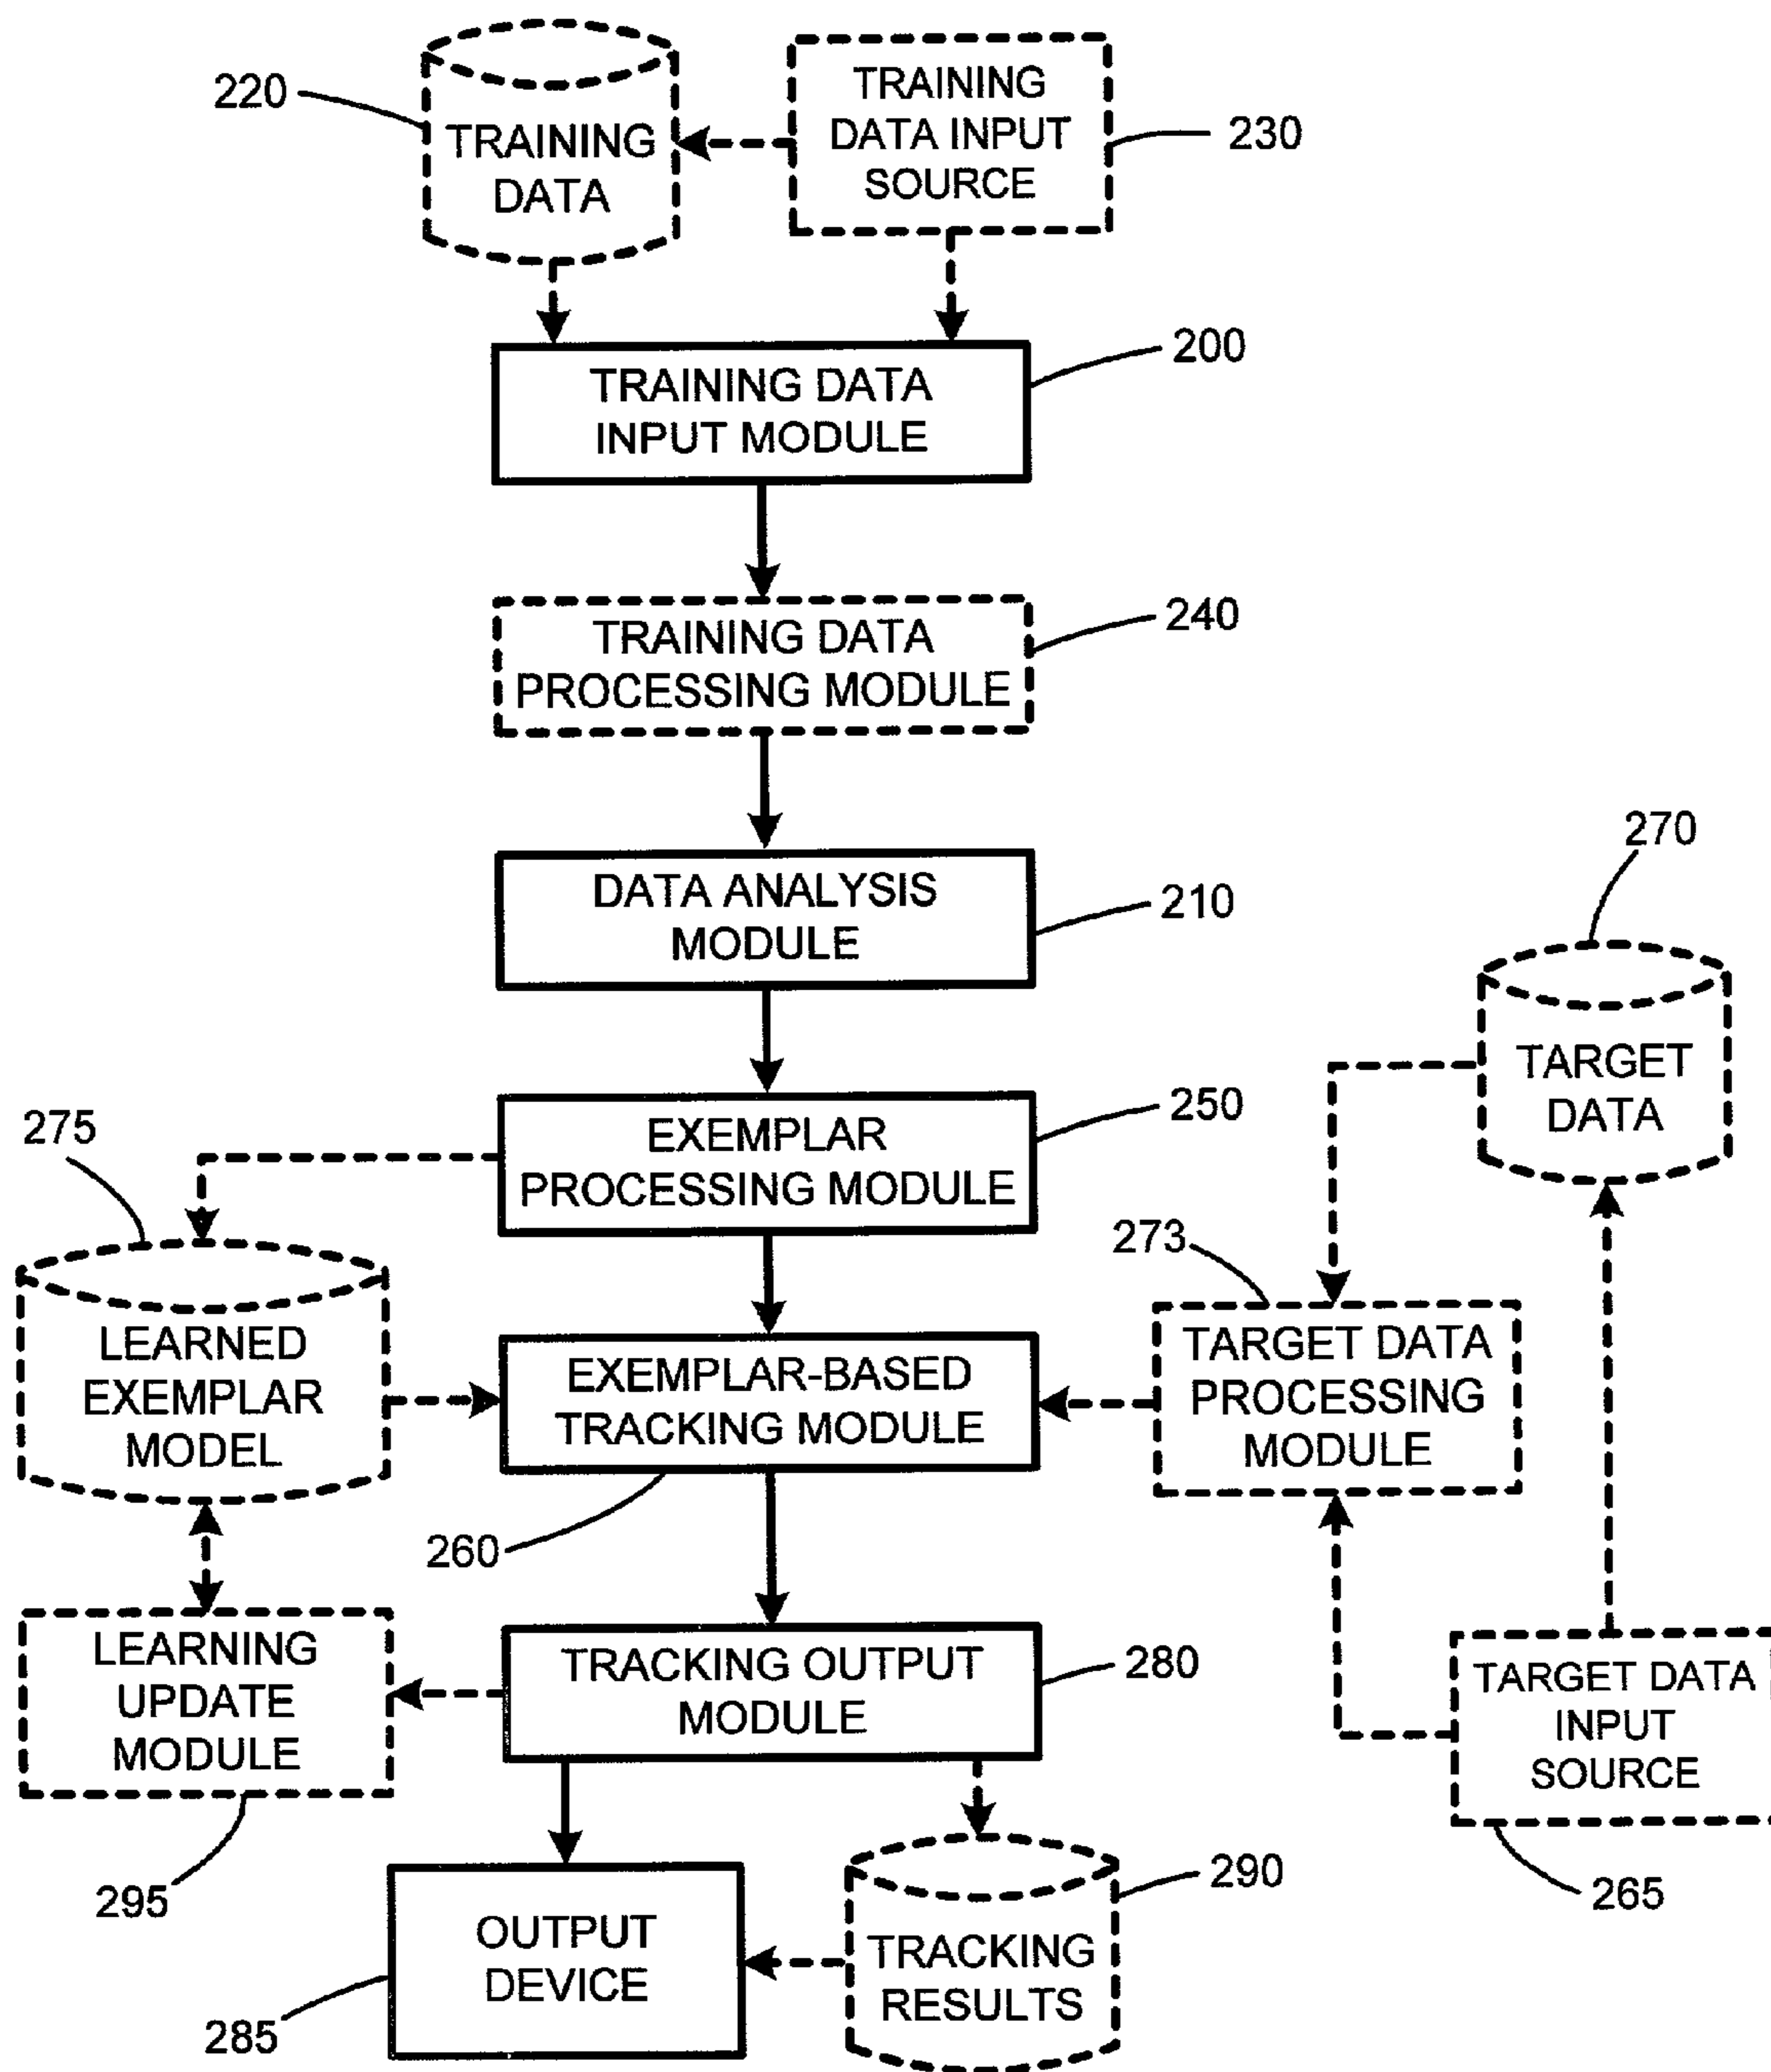 220
TRAINING
DATA
TRAINING
DATA INPUT
SOURCE
230
TRAINING DATA
INPUT MODULE
200
TRAINING DATA
PROCESSING MODULE
240
DATA ANALYSIS
MODULE
210
270
TARGET
DATA
275
EXEMPLAR
PROCESSING MODULE
250
273
LEARNED
EXEMPLAR
MODEL
EXEMPLAR-BASED
TRACKING MODULE
260
TARGET DATA
PROCESSING
MODULE
LEARNING
UPDATE
MODULE
295
TRACKING OUTPUT
MODULE
280
TARGET DATA
INPUT
SOURCE
265
OUTPUT
DEVICE
285
TRACKING
RESULTS
290